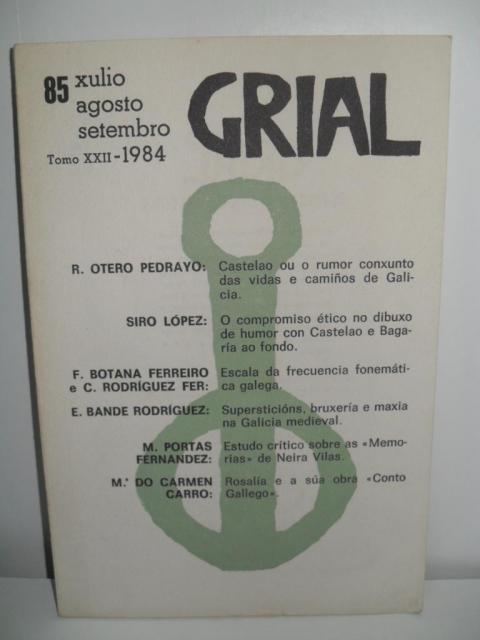 85 xulio
agosto
setembro
Tomo XXII-1984
GRIAL
R. OTERO PEDRAYO: Castelao ou o rumor conxunto
das vidas e camiños de Gali-
cia.
SIRO LÓPEZ: O compromiso ético no dibuxo
de humor con Castelao e Baga-
ría ao fondo.
F. BOTANA FERREIRO Escala da frecuencia fonemáti-
e C. RODRÍGUEZ FER: ca galega.
E. BANDE RODRÍGUEZ: Supersticións, bruxería e maxia
na Galicia medieval.
M. PORTAS Estudo crítico sobre as «Memo-
FERNANDEZ: rias» de Neira Vilas.
M.ª DO CARMEN Rosalía e a súa obra «Conto
CARRO: Gallego».